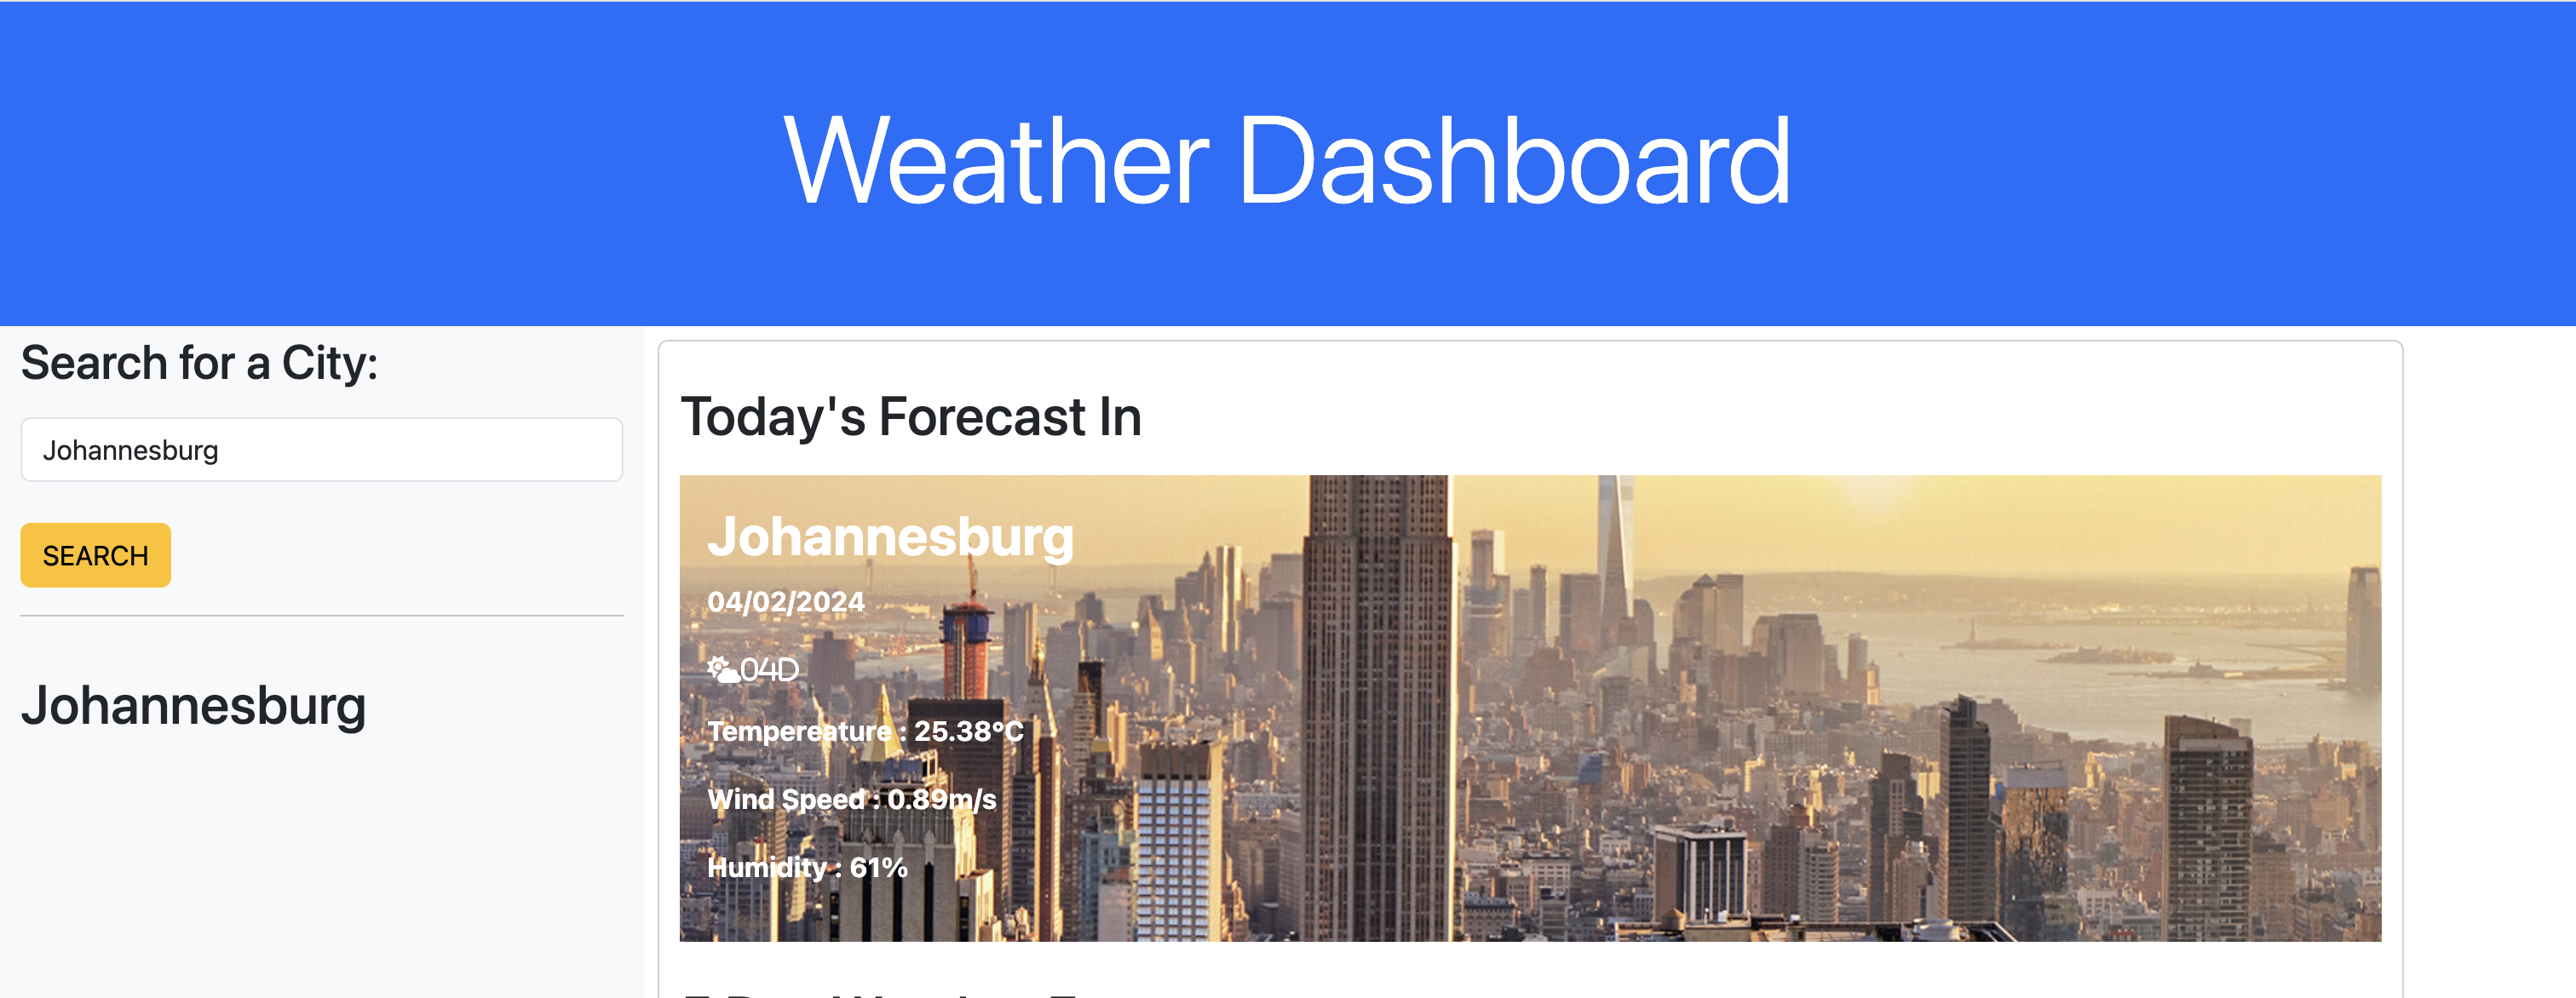 Weather Dashboard
Search for a City:
Johannesburg
SEARCH
Johannesburg
Today's Forecast In
Johannesburg
04/02/2024
04D
Tempereature : 25.38°C
Wind Speed : 0.89m/s
Humidity : 61%